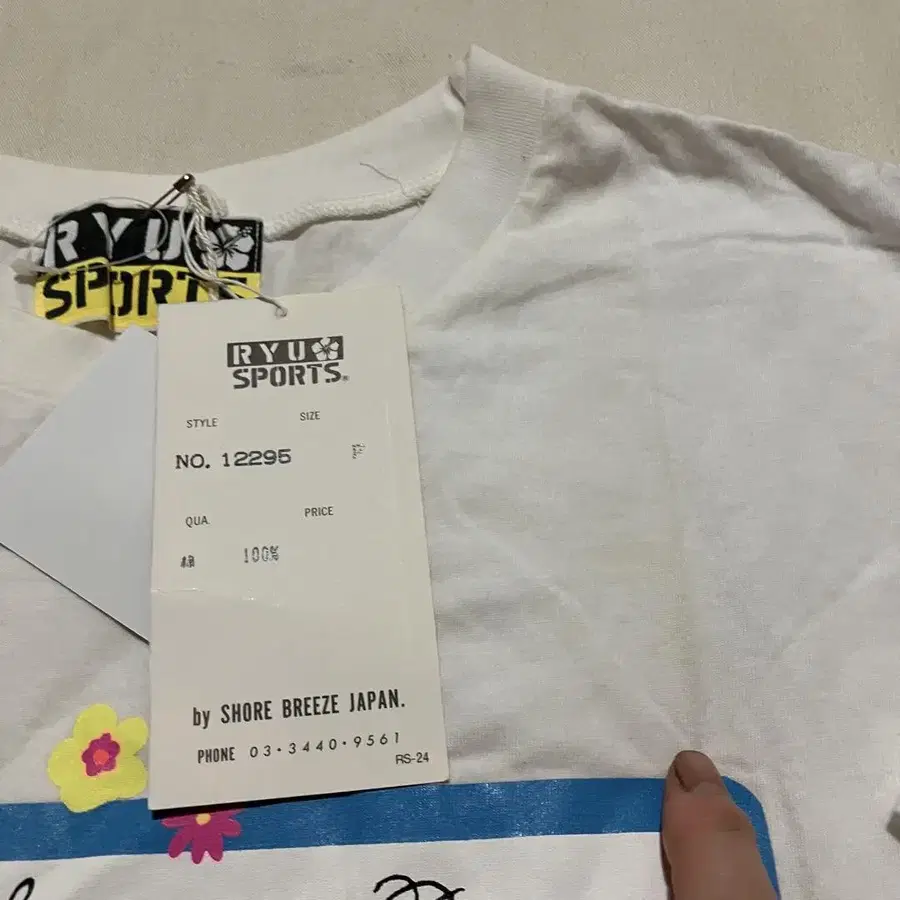 RYU
SPORTS
RYU
SPORTS®
STYLE
SIZE
NO. 12295
F
QUA.
PRICE
綿 100%
by SHORE BREEZE JAPAN.
PHONE 03·3440·9561
RS-24